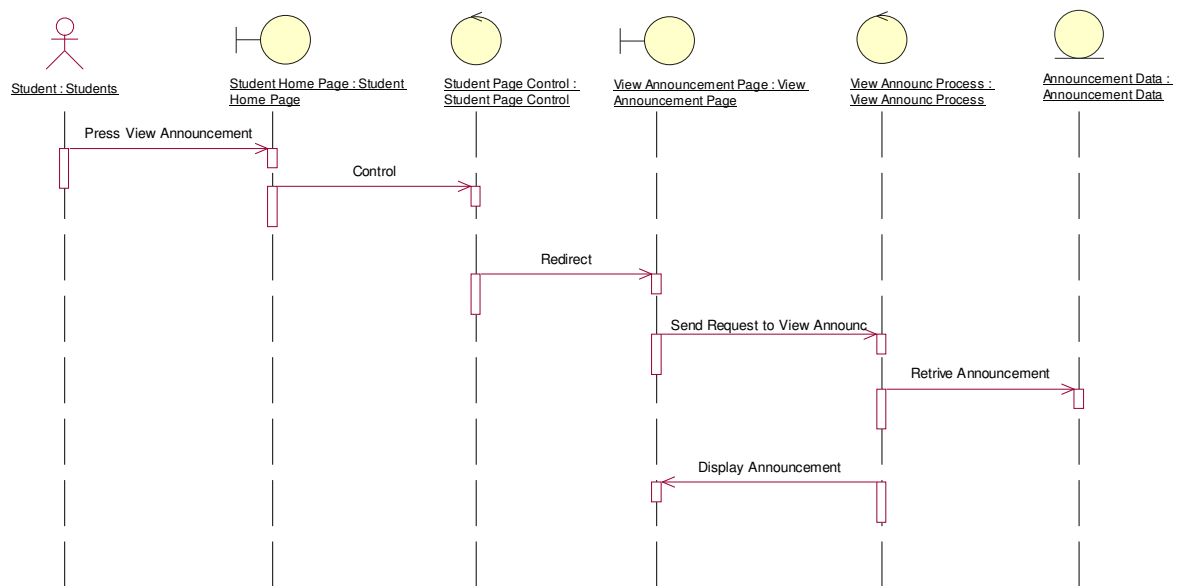 Student : Students
Student Home Page : Student
Home Page
Student Page Control :
Student Page Control
View Announcement Page : View
Announcement Page
View Announc Process :
View Announc Process
Announcement Data :
Announcement Data
Press View Announcement
Control
Redirect
Send Request to View Announc
Retrive Announcement
Display Announcement